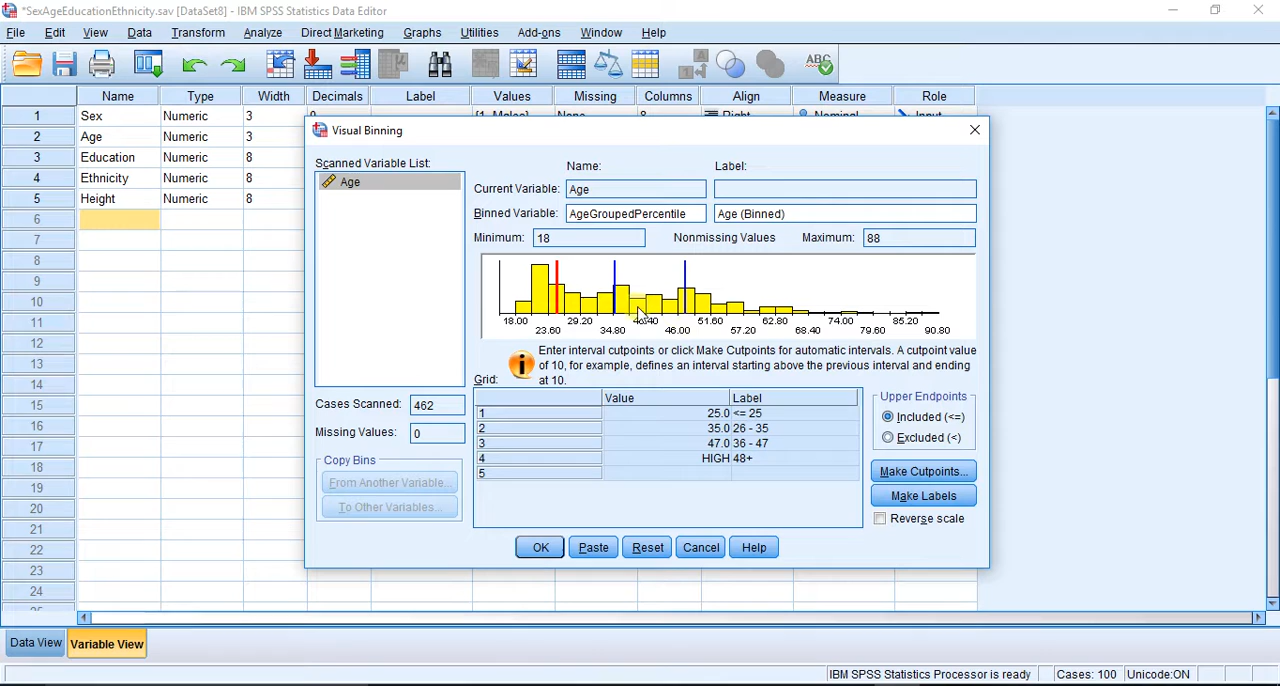 *SexAgeEducationEthnicity.sav [DataSet8] - IBM SPSS Statistics Data Editor
File Edit View Data Transform Analyze Direct Marketing Graphs Utilities Add-ons Window Help
ABC
Name Type Width Decimals Label Values Missing Columns Align Measure Role
1 Sex Numeric 3
2 Age Numeric 3
3 Education Numeric 8
4 Ethnicity Numeric 8
5 Height Numeric 8
6
7
8
9
10
11
12
13
14
15
16
17
18
19
20
21
22
23
24
Visual Binning
Scanned Variable List:
Age
Name: Label:
Current Variable: Age
Binned Variable: AgeGroupedPercentile Age (Binned)
Minimum: 18 Nonmissing Values Maximum: 88
18.00 29.20 40.40 51.60 62.80 74.00 85.20
23.60 34.80 46.00 57.20 68.40 79.60 90.80
Enter interval cutpoints or click Make Cutpoints for automatic intervals. A cutpoint value
of 10, for example, defines an interval starting above the previous interval and ending
at 10.
Grid:
Value Label
1 25.0 <= 25
2 35.0 26 - 35
3 47.0 36 - 47
4 HIGH 48+
5
Cases Scanned: 462
Missing Values: 0
Copy Bins
From Another Variable...
To Other Variables...
Upper Endpoints
Included (<=)
Excluded (<)
Make Cutpoints...
Make Labels
Reverse scale
OK Paste Reset Cancel Help
Data View Variable View
IBM SPSS Statistics Processor is ready Cases: 100 Unicode:ON